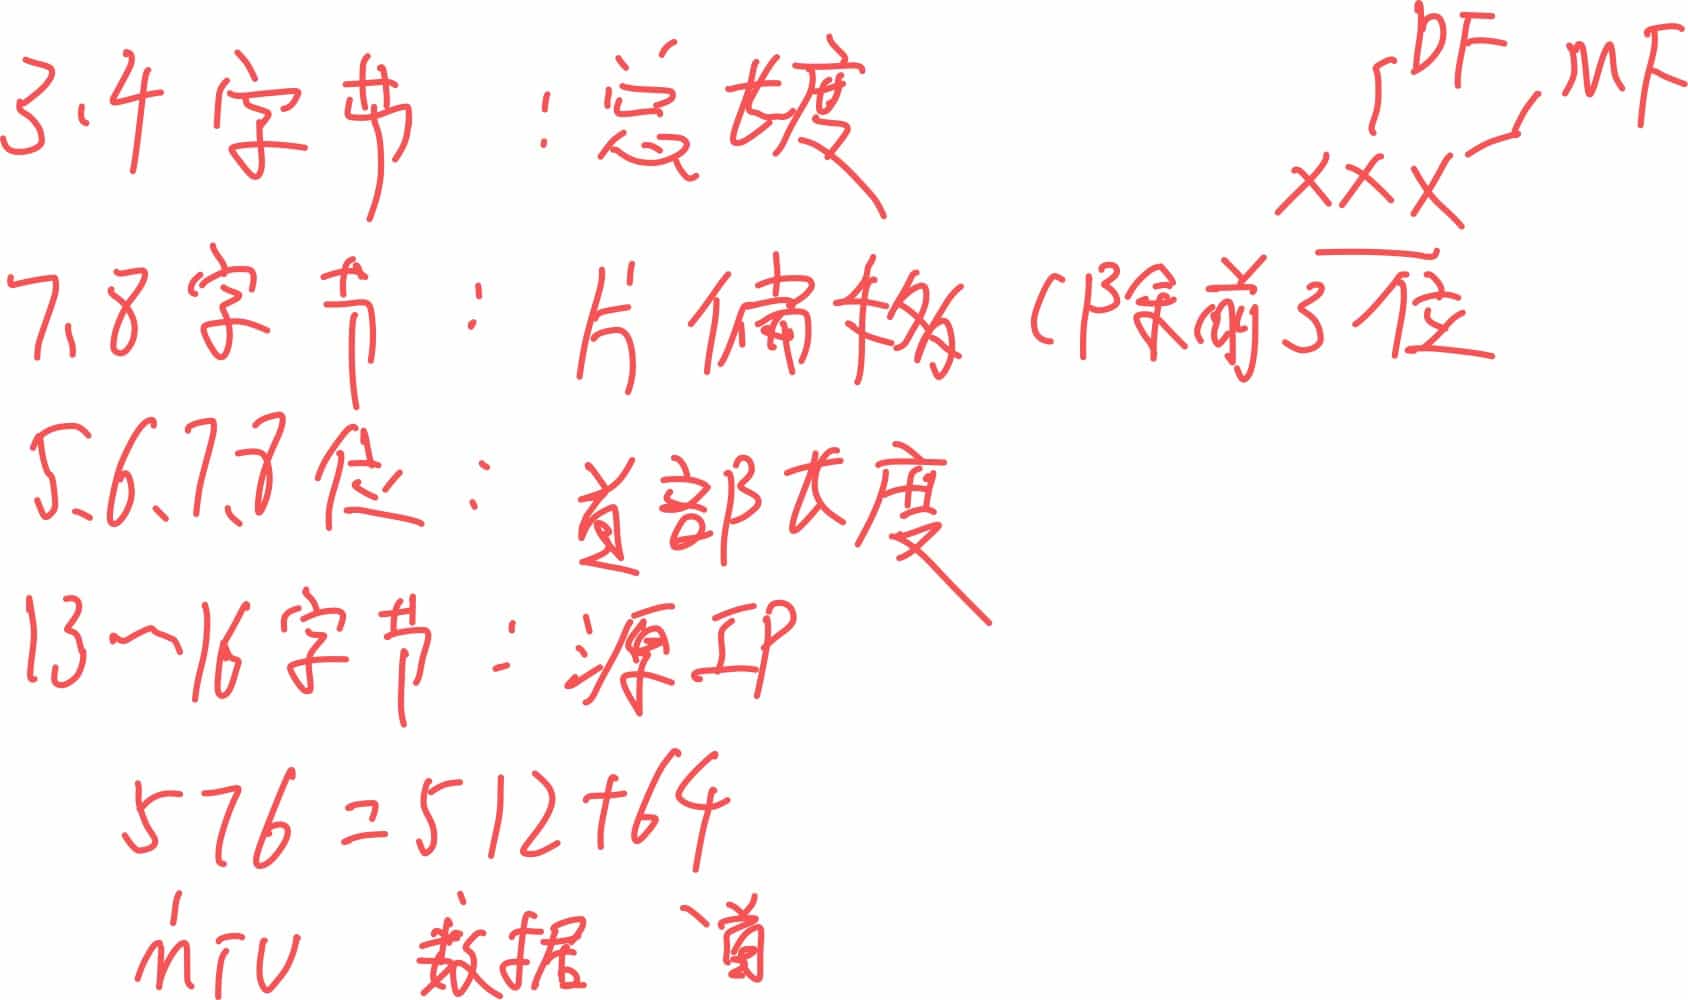 3.4字节：总长度
DF MF
xxx
7、8字节：片偏移（除前3位
5、6、7、8位：首部长度
13~16字节：源IP
576=512+64
MTU 数据 首